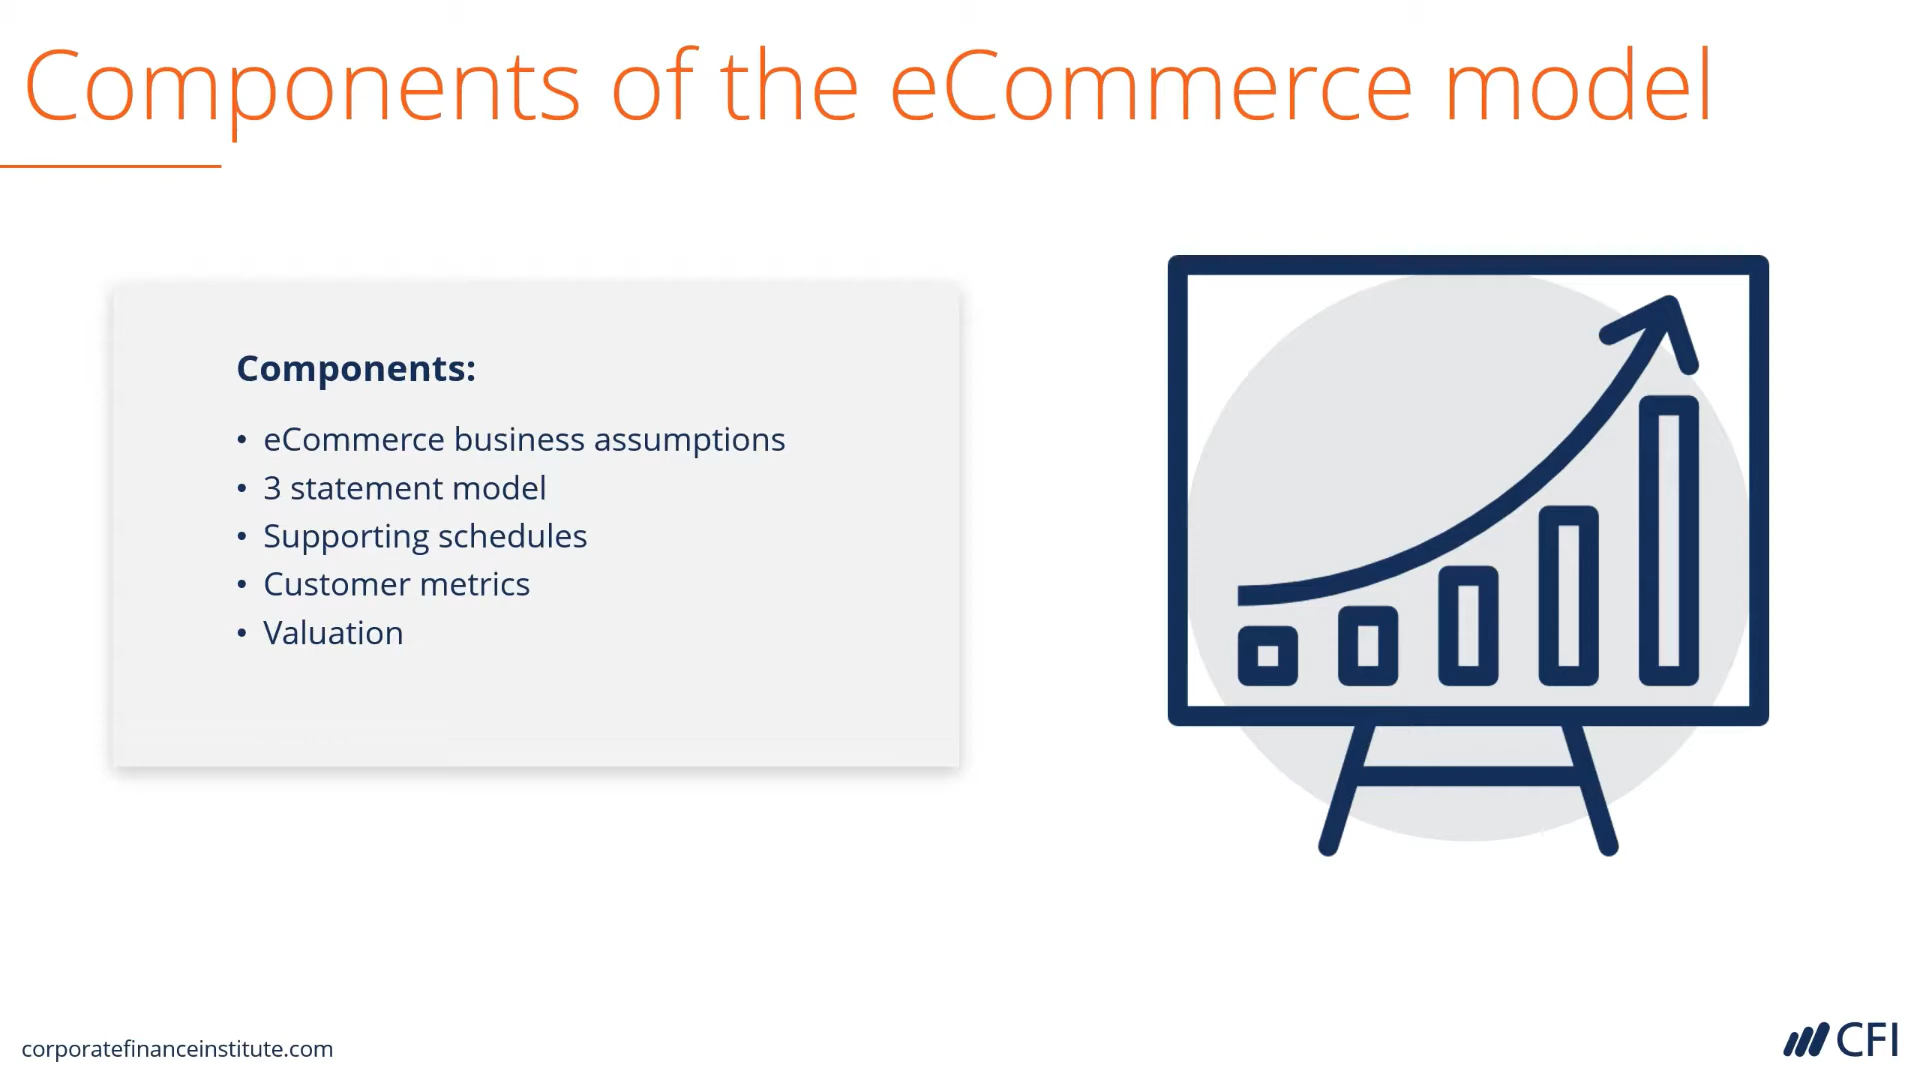 Components of the eCommerce model
Components:
• eCommerce business assumptions
• 3 statement model
• Supporting schedules
• Customer metrics
• Valuation
corporatefinanceinstitute.com
CFI